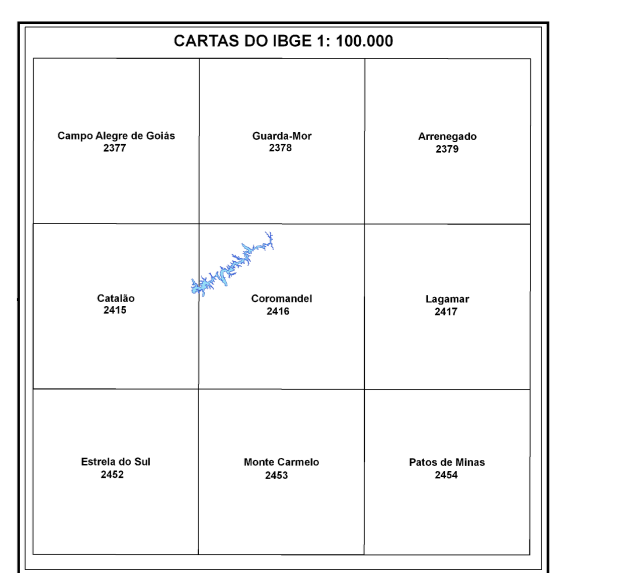 CARTAS DO IBGE 1: 100.000
Campo Alegre de Goiás
2377
Guarda-Mor
2378
Arrenegado
2379
Catalão
2415
Coromandel
2416
Lagamar
2417
Estrela do Sul
2452
Monte Carmelo
2453
Patos de Minas
2454